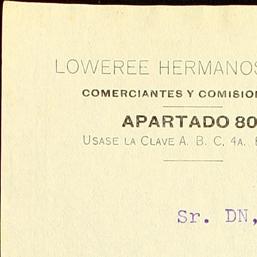 LOWEREE HERMANOS
COMERCIANTES Y COMISION
APARTADO 80
USASE LA CLAVE A. B. C. 4A.
Sr. DN,